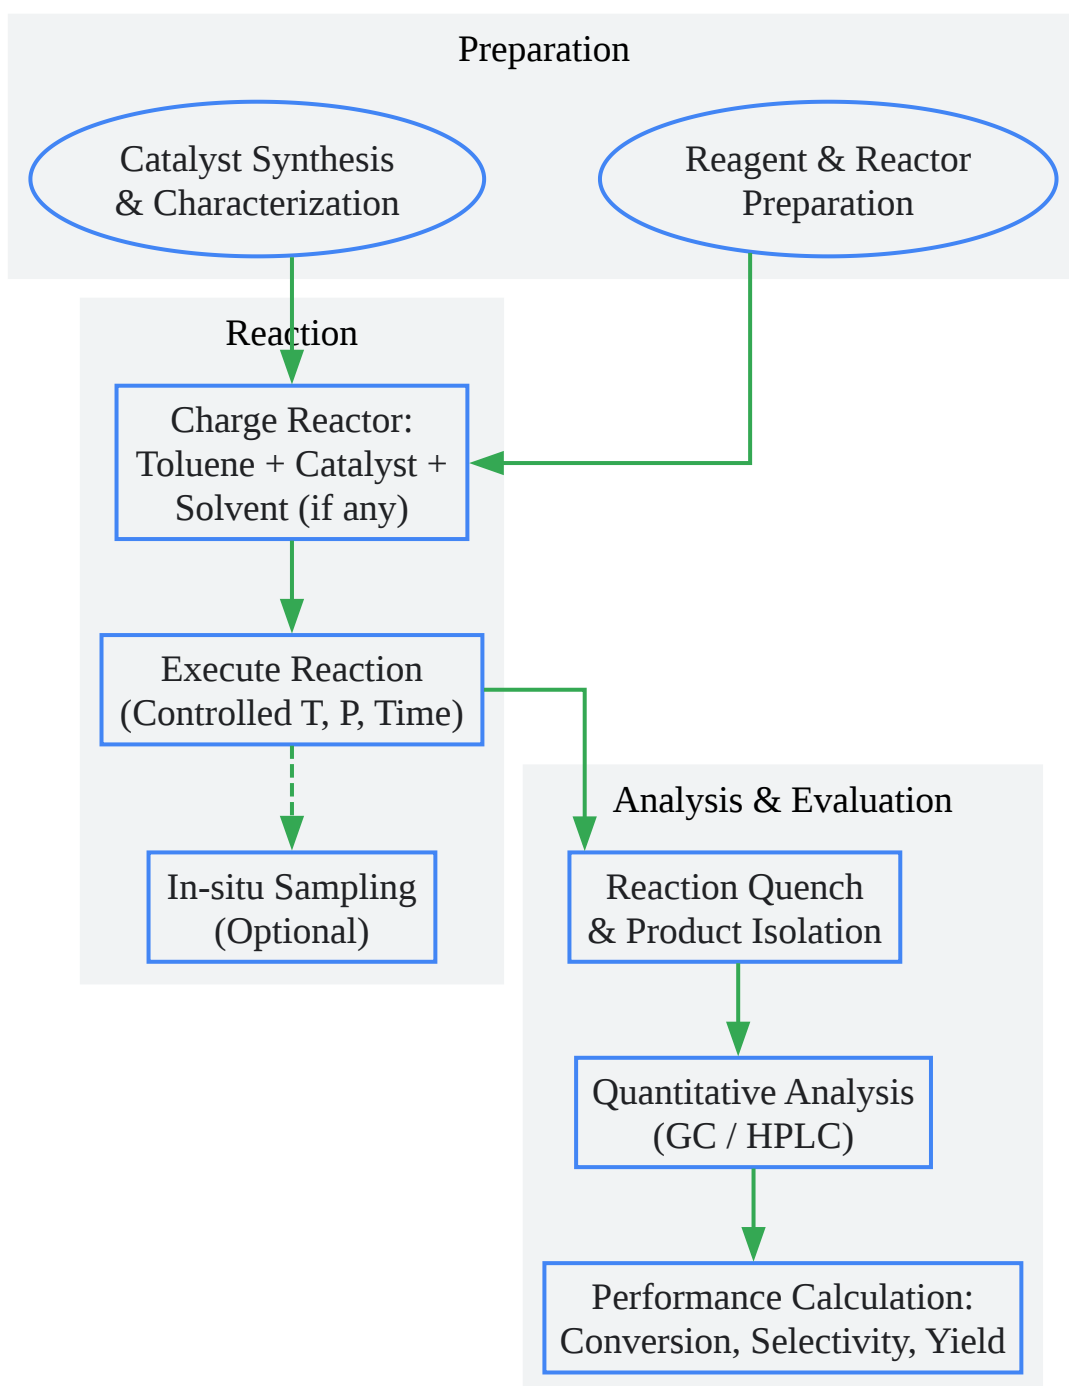 Preparation
Catalyst Synthesis
& Characterization
Reagent & Reactor
Preparation
Reaction
Charge Reactor:
Toluene + Catalyst +
Solvent (if any)
Execute Reaction
(Controlled T, P, Time)
In-situ Sampling
(Optional)
Analysis & Evaluation
Reaction Quench
& Product Isolation
Quantitative Analysis
(GC / HPLC)
Performance Calculation:
Conversion, Selectivity, Yield